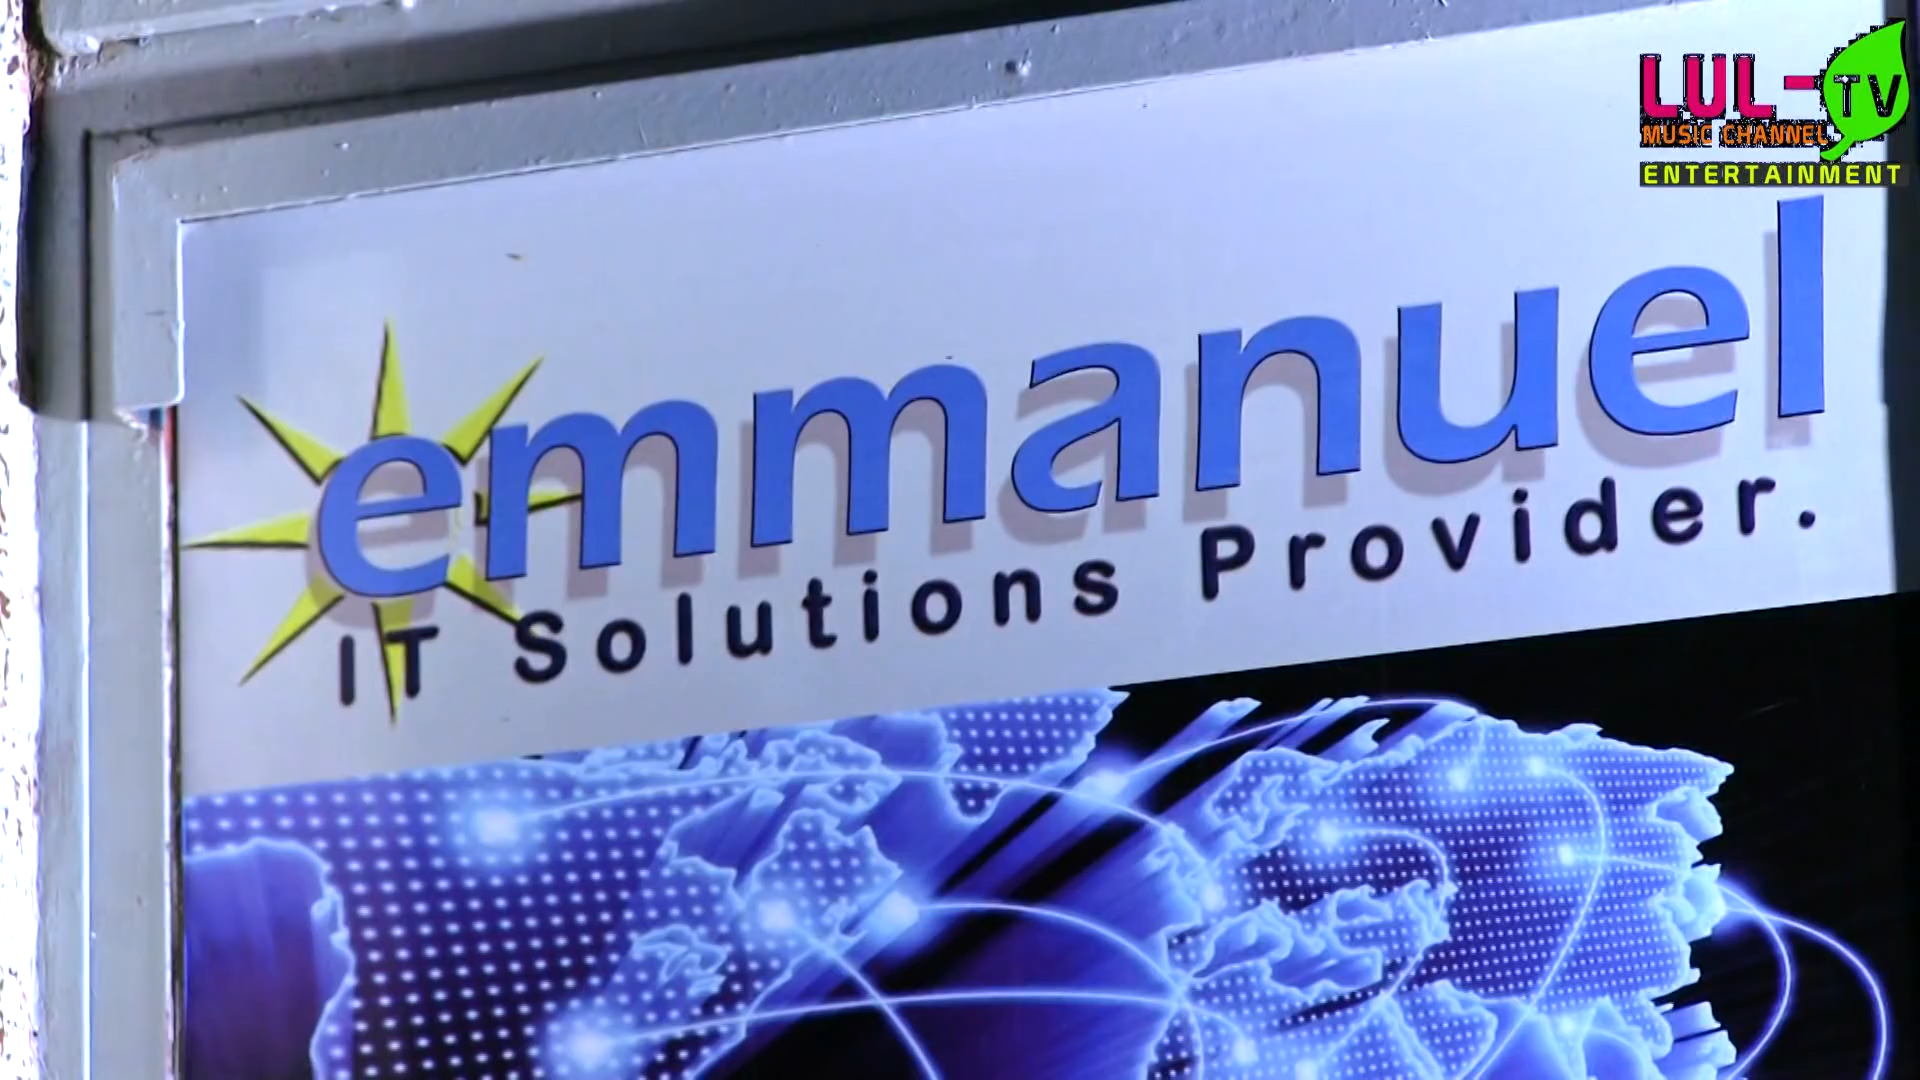 LUL-TV
MUSIC CHANNEL
ENTERTAINMENT
emmanuel
IT Solutions Provider.